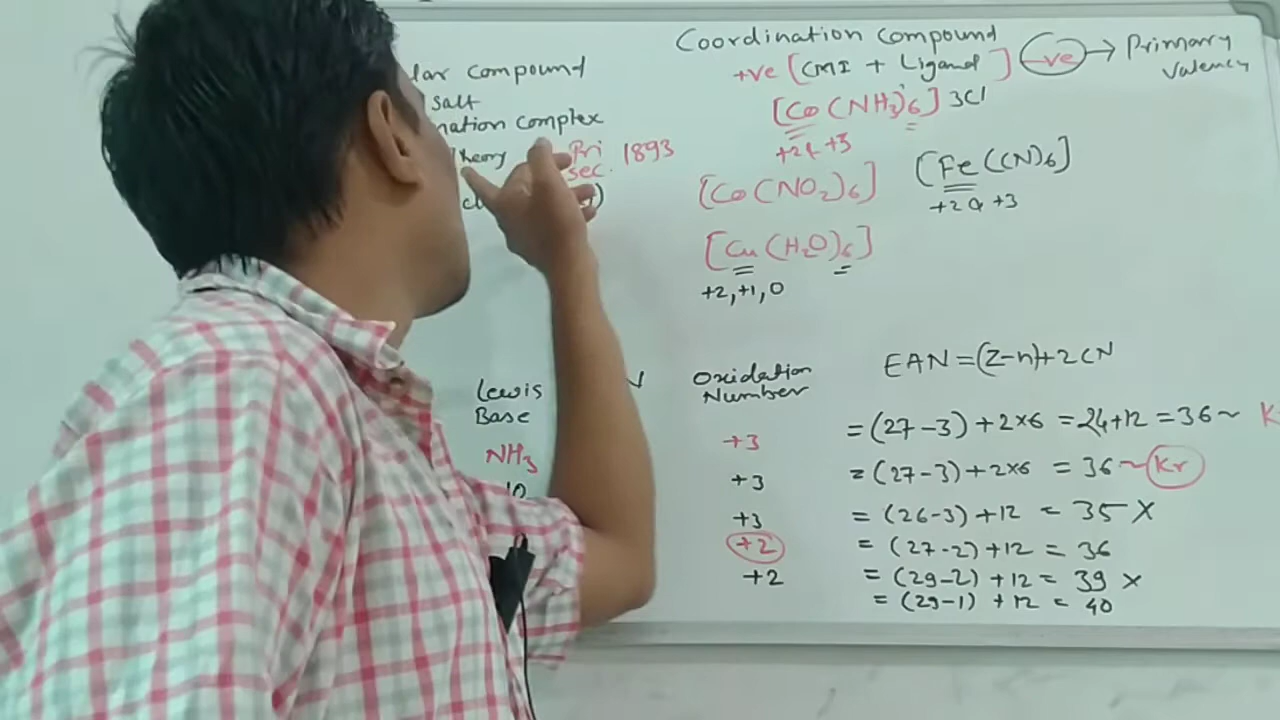 Coordination Compound
lar compound
+ve [CMI + Ligand] -ve → Primary
valency
salt
[Co(NH3)6] 3Cl
nation complex
+2 & +3
Theory
Pri 1893
sec.
[Co(NO2)6]
[Fe(CN)6]
+2 & +3
[Cu(H2O)6]
+2, +1, 0
EAN = (Z-n)+2CN
Lewis
Base
Oxidation
Number
NH3
+3
= (27-3) + 2×6 = 24+12 = 36 ~ K
+3
= (27-3) + 2×6 = 36 ~ Kr
+3
= (26-3) + 12 = 35 ×
+2
= (27-2) + 12 = 36
+2
= (29-2) + 12 = 39 ×
= (29-1) + 12 = 40